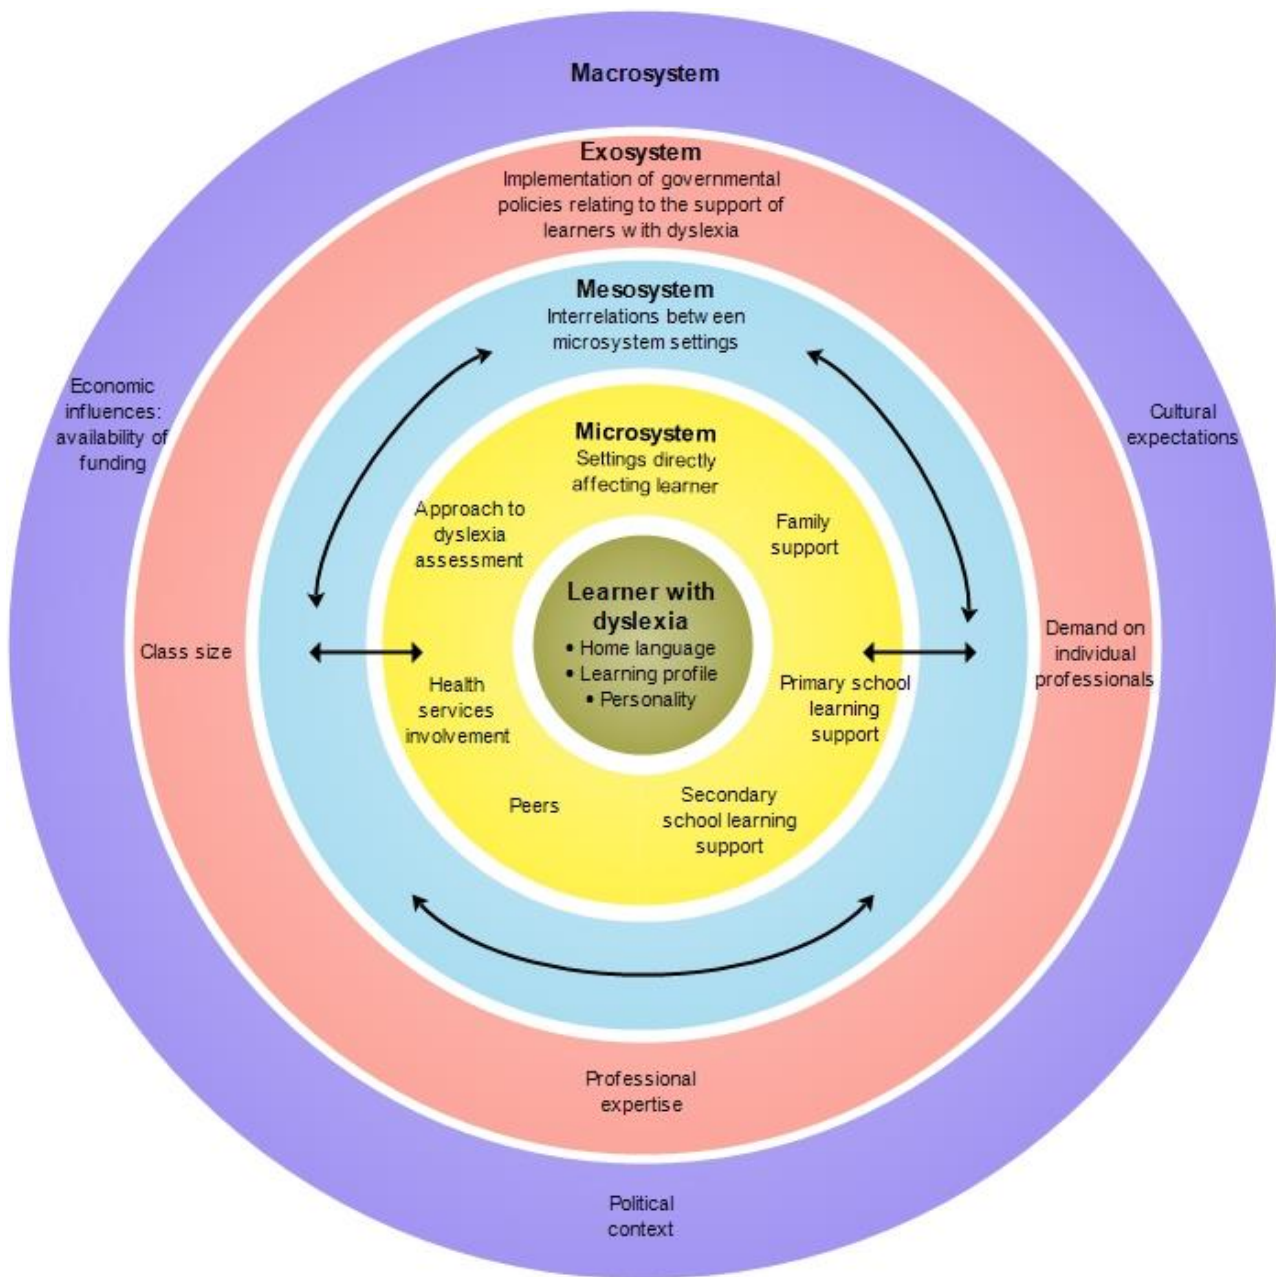 Macrosystem
Exosystem
Implementation of governmental
policies relating to the support of
learners with dyslexia
Mesosystem
Interrelations between
microsystem settings
Economic
influences:
availability of
funding
Cultural
expectations
Microsystem
Settings directly
affecting learner
Approach to
dyslexia
assessment
Family
support
Learner with
dyslexia
• Home language
• Learning profile
• Personality
Class size
Demand on
individual
professionals
Health
services
involvement
Primary school
learning
support
Peers
Secondary
school learning
support
Professional
expertise
Political
context